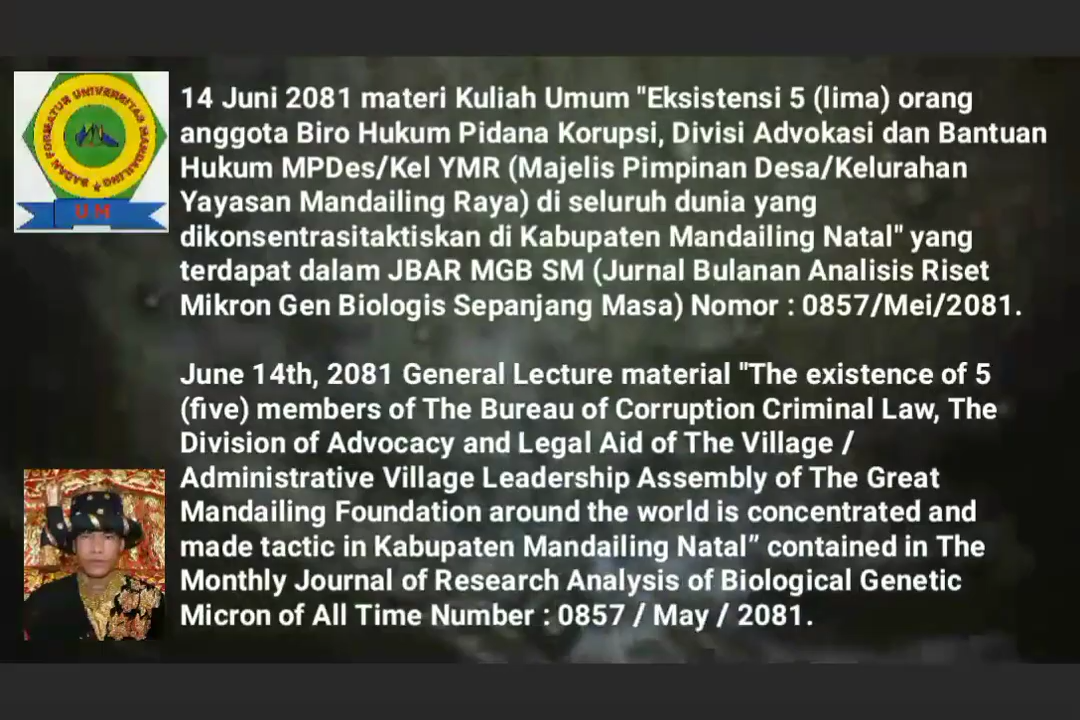 BADAN FORMATUR UNIVERSITAS MANDAILING
UM
14 Juni 2081 materi Kuliah Umum "Eksistensi 5 (lima) orang
anggota Biro Hukum Pidana Korupsi, Divisi Advokasi dan Bantuan
Hukum MPDes/Kel YMR (Majelis Pimpinan Desa/Kelurahan
Yayasan Mandailing Raya) di seluruh dunia yang
dikonsentrasitaktiskan di Kabupaten Mandailing Natal" yang
terdapat dalam JBAR MGB SM (Jurnal Bulanan Analisis Riset
Mikron Gen Biologis Sepanjang Masa) Nomor : 0857/Mei/2081.
June 14th, 2081 General Lecture material "The existence of 5
(five) members of The Bureau of Corruption Criminal Law, The
Division of Advocacy and Legal Aid of The Village /
Administrative Village Leadership Assembly of The Great
Mandailing Foundation around the world is concentrated and
made tactic in Kabupaten Mandailing Natal” contained in The
Monthly Journal of Research Analysis of Biological Genetic
Micron of All Time Number : 0857 / May / 2081.